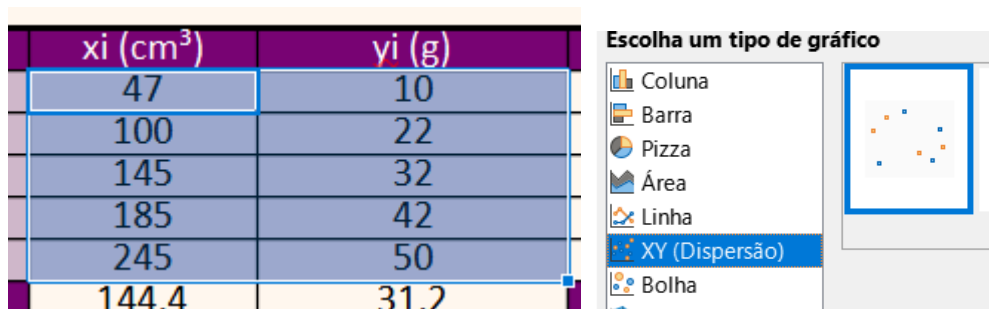 xi (cm³) yi (g)
47 10
100 22
145 32
185 42
245 50
144,4 31,2
Escolha um tipo de gráfico
Coluna
Barra
Pizza
Área
Linha
XY (Dispersão)
Bolha